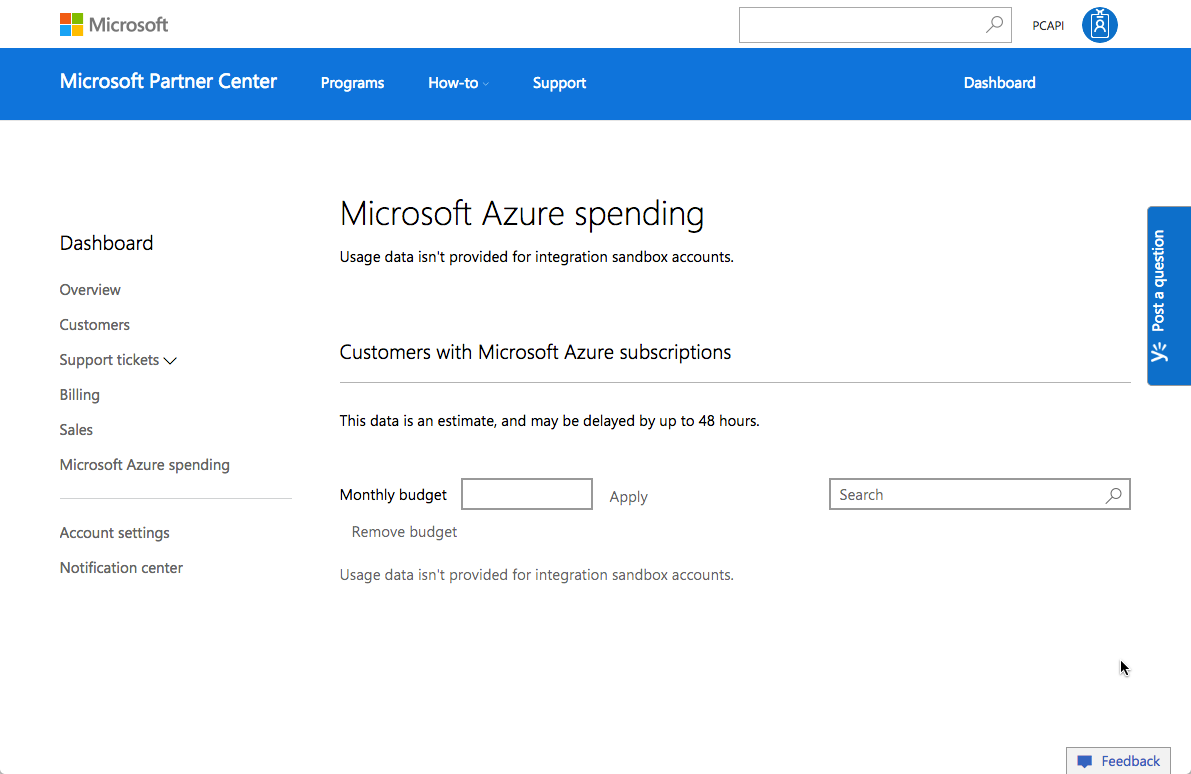 Microsoft
PCAPI
Microsoft Partner Center Programs How-to Support Dashboard
Microsoft Azure spending
Usage data isn't provided for integration sandbox accounts.
Dashboard
Overview
Customers
Support tickets
Billing
Sales
Microsoft Azure spending
Account settings
Notification center
Customers with Microsoft Azure subscriptions
This data is an estimate, and may be delayed by up to 48 hours.
Monthly budget Apply Search
Remove budget
Usage data isn't provided for integration sandbox accounts.
Post a question
Feedback